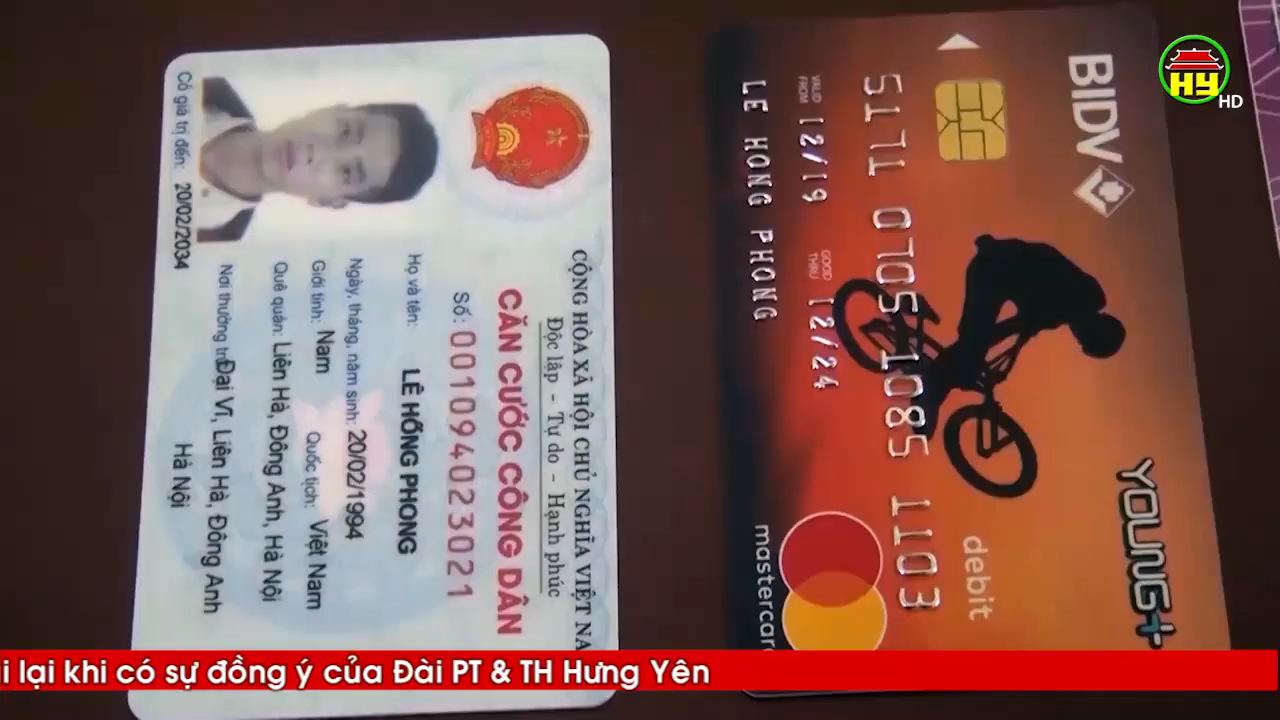 CỘNG HÒA XÃ HỘI CHỦ NGHĨA VIỆT NA
Độc lập - Tự do - Hạnh phúc
CĂN CƯỚC CÔNG DÂN
Số: 001094023021
Họ và tên:
LÊ HỒNG PHONG
Ngày, tháng, năm sinh: 20/02/1994
Giới tính: Nam Quốc tịch: Việt Nam
Quê quán: Liên Hà, Đông Anh, Hà Nội
Nơi thường trú: Đại Vĩ, Liên Hà, Đông Anh
Hà Nội
Có giá trị đến: 20/02/2034
BIDV
YOUNG+
debit
5171 0705 1085 1103
VALID FROM 12/19
GOOD THRU 12/24
LE HONG PHONG
mastercar
HY
HD
lại khi có sự đồng ý của Đài PT & TH Hưng Yên